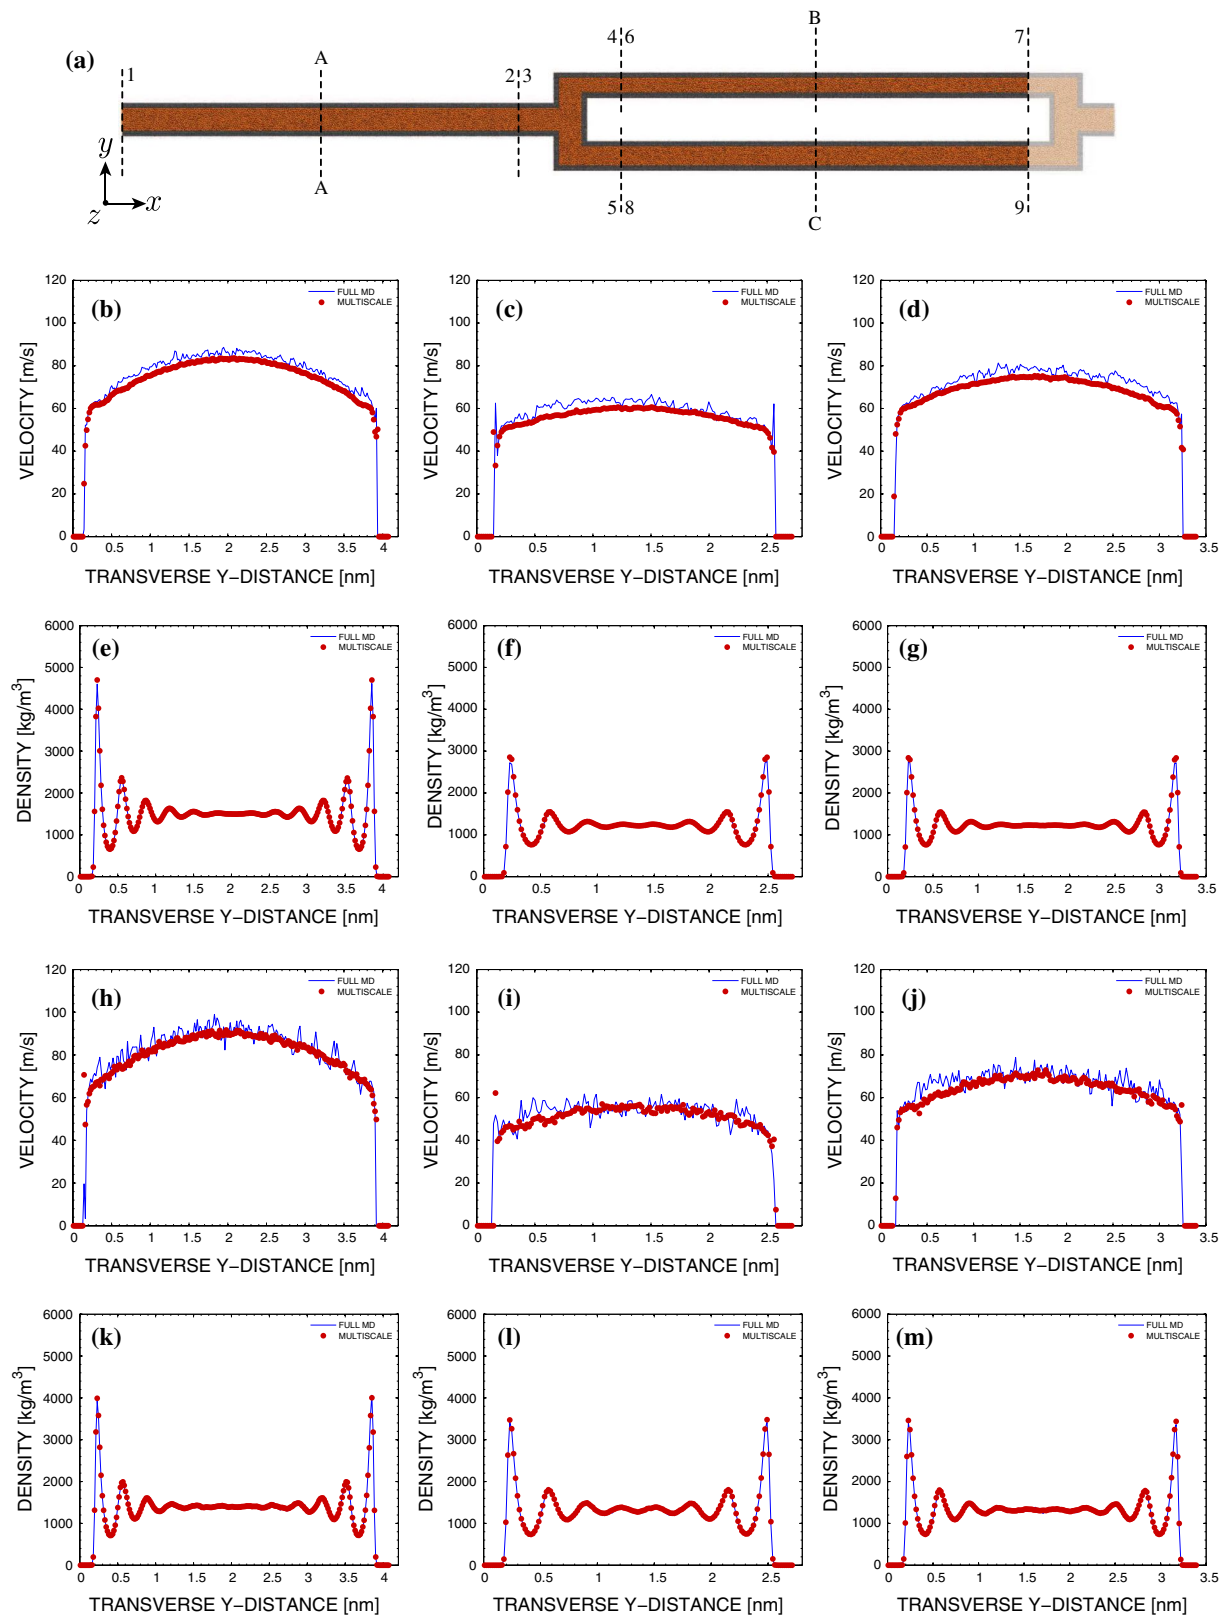 (a)
1
A
2 3
4 6
B
7
A
5 8
C
9
y
z
x
(b)
FULL MD
MULTISCALE
VELOCITY [m/s]
120
100
80
60
40
20
0
0 0.5 1 1.5 2 2.5 3 3.5 4
TRANSVERSE Y−DISTANCE [nm]
(c)
FULL MD
MULTISCALE
VELOCITY [m/s]
120
100
80
60
40
20
0
0 0.5 1 1.5 2 2.5
TRANSVERSE Y−DISTANCE [nm]
(d)
FULL MD
MULTISCALE
VELOCITY [m/s]
120
100
80
60
40
20
0
0 0.5 1 1.5 2 2.5 3 3.5
TRANSVERSE Y−DISTANCE [nm]
(e)
FULL MD
MULTISCALE
DENSITY [kg/m³]
6000
5000
4000
3000
2000
1000
0
0 0.5 1 1.5 2 2.5 3 3.5 4
TRANSVERSE Y−DISTANCE [nm]
(f)
FULL MD
MULTISCALE
DENSITY [kg/m³]
6000
5000
4000
3000
2000
1000
0
0 0.5 1 1.5 2 2.5
TRANSVERSE Y−DISTANCE [nm]
(g)
FULL MD
MULTISCALE
DENSITY [kg/m³]
6000
5000
4000
3000
2000
1000
0
0 0.5 1 1.5 2 2.5 3 3.5
TRANSVERSE Y−DISTANCE [nm]
(h)
FULL MD
MULTISCALE
VELOCITY [m/s]
120
100
80
60
40
20
0
0 0.5 1 1.5 2 2.5 3 3.5 4
TRANSVERSE Y−DISTANCE [nm]
(i)
FULL MD
MULTISCALE
VELOCITY [m/s]
120
100
80
60
40
20
0
0 0.5 1 1.5 2 2.5
TRANSVERSE Y−DISTANCE [nm]
(j)
FULL MD
MULTISCALE
VELOCITY [m/s]
120
100
80
60
40
20
0
0 0.5 1 1.5 2 2.5 3 3.5
TRANSVERSE Y−DISTANCE [nm]
(k)
FULL MD
MULTISCALE
DENSITY [kg/m³]
6000
5000
4000
3000
2000
1000
0
0 0.5 1 1.5 2 2.5 3 3.5 4
TRANSVERSE Y−DISTANCE [nm]
(l)
FULL MD
MULTISCALE
DENSITY [kg/m³]
6000
5000
4000
3000
2000
1000
0
0 0.5 1 1.5 2 2.5
TRANSVERSE Y−DISTANCE [nm]
(m)
FULL MD
MULTISCALE
DENSITY [kg/m³]
6000
5000
4000
3000
2000
1000
0
0 0.5 1 1.5 2 2.5 3 3.5
TRANSVERSE Y−DISTANCE [nm]